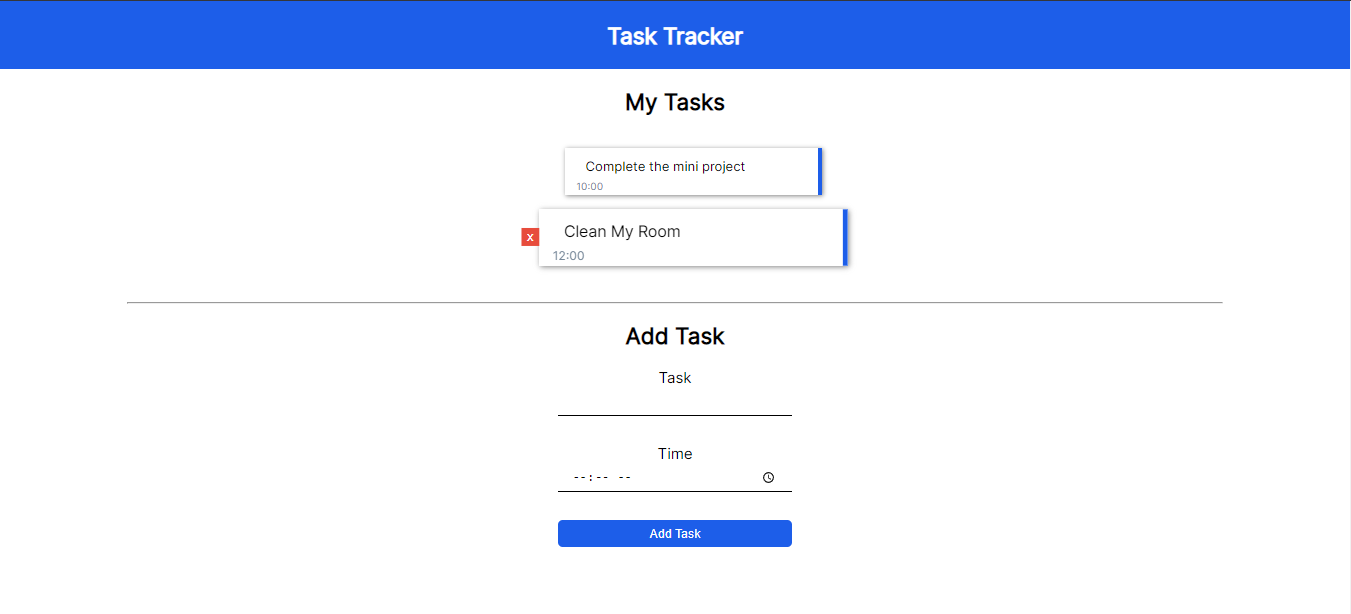 Task Tracker
My Tasks
Complete the mini project
10:00
x Clean My Room
12:00
Add Task
Task
Time
--:-- --
Add Task